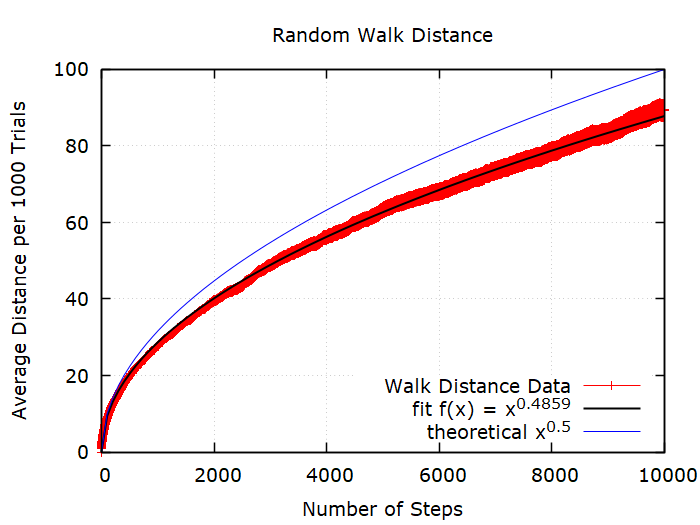 Random Walk Distance
Average Distance per 1000 Trials
100
80
60
40
20
0
Walk Distance Data
fit f(x) = x^0.4859
theoretical x^0.5
0 2000 4000 6000 8000 10000
Number of Steps